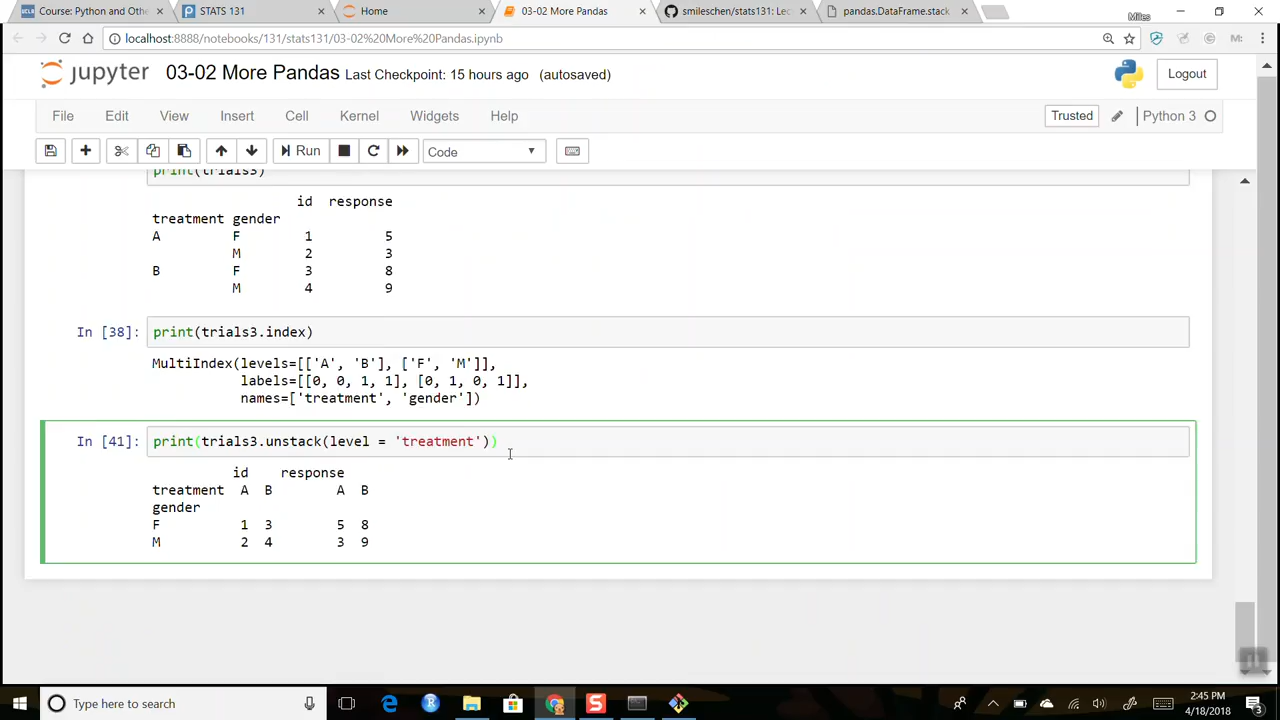 Course: Python and Othe
STATS 131
Home
03-02 More Pandas
smileschen/stats131: Lec
pandas.DataFrame.stack
Miles
localhost:8888/notebooks/131/stats131/03-02%20More%20Pandas.ipynb
jupyter 03-02 More Pandas Last Checkpoint: 15 hours ago (autosaved)
Logout
File Edit View Insert Cell Kernel Widgets Help
Trusted
Python 3
Run
Code
print(trials3)
id response
treatment gender
A F 1 5
M 2 3
B F 3 8
M 4 9
In [38]: print(trials3.index)
MultiIndex(levels=[['A', 'B'], ['F', 'M']],
labels=[[0, 0, 1, 1], [0, 1, 0, 1]],
names=['treatment', 'gender'])
In [41]: print(trials3.unstack(level = 'treatment'))
id response
treatment A B A B
gender
F 1 3 5 8
M 2 4 3 9
Type here to search
2:45 PM
4/18/2018